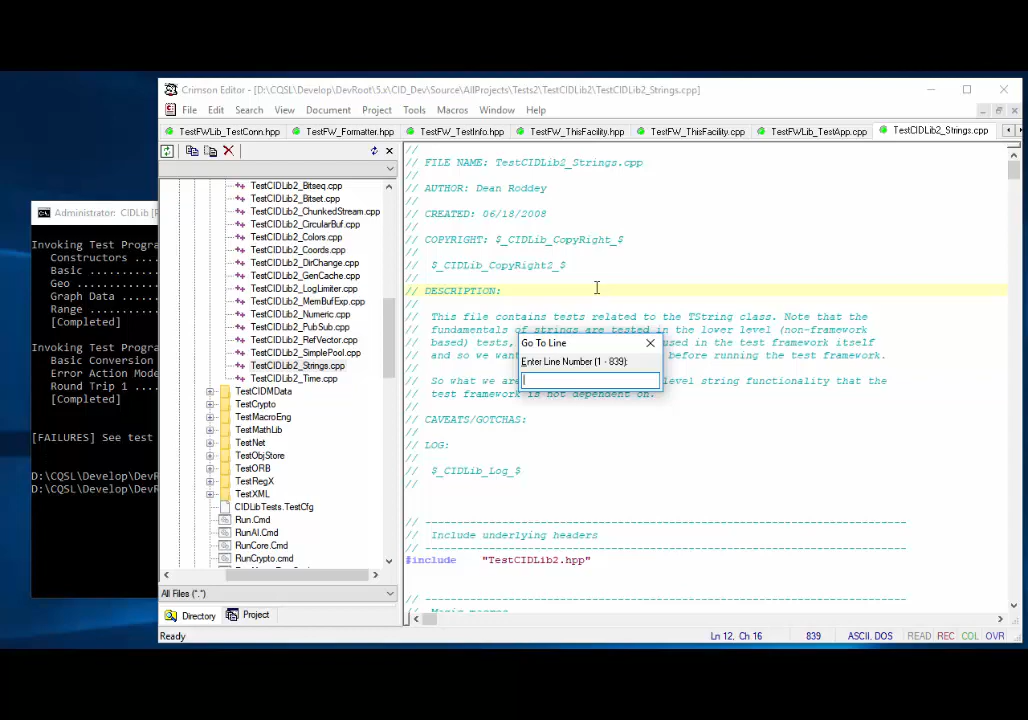 Crimson Editor - [D:\CQSL\Develop\DevRoot\5.x\CID_Dev\Source\AllProjects\Tests2\TestCIDLib2\TestCIDLib2_Strings.cpp]
File Edit Search View Document Project Tools Macros Window Help
TestFWLib_TestConn.hpp TestFW_Formatter.hpp TestFW_TestInfo.hpp TestFW_ThisFacility.hpp TestFW_ThisFacility.cpp TestFWLib_TestApp.cpp TestCIDLib2_Strings.cpp
Administrator: CIDLib [R
Invoking Test Progra
Constructors ....
Basic ...........
Geo .............
Graph Data ......
Range ...........
[Completed]
Invoking Test Progra
Basic Conversion
Error Action Mode
Round Trip 1 ....
[Completed]
[FAILURES] See test
D:\CQSL\Develop\DevR
D:\CQSL\Develop\DevR
TestCIDLib2_Bitseq.cpp
TestCIDLib2_Bitset.cpp
TestCIDLib2_ChunkedStream.cpp
TestCIDLib2_CircularBuf.cpp
TestCIDLib2_Colors.cpp
TestCIDLib2_Coords.cpp
TestCIDLib2_DirChange.cpp
TestCIDLib2_GenCache.cpp
TestCIDLib2_LogLimiter.cpp
TestCIDLib2_MemBufExp.cpp
TestCIDLib2_Numeric.cpp
TestCIDLib2_PubSub.cpp
TestCIDLib2_RefVector.cpp
TestCIDLib2_SimplePool.cpp
TestCIDLib2_Strings.cpp
TestCIDLib2_Time.cpp
TestCIDMData
TestCrypto
TestMacroEng
TestMathLib
TestNet
TestObjStore
TestORB
TestRegX
TestXML
CIDLibTests.TestCfg
Run.Cmd
RunAI.Cmd
RunCore.Cmd
RunCrypto.cmd
All Files (*.*)
Directory Project
//
// FILE NAME: TestCIDLib2_Strings.cpp
//
// AUTHOR: Dean Roddey
//
// CREATED: 06/18/2008
//
// COPYRIGHT: $_CIDLib_CopyRight_$
//
// $_CIDLib_CopyRight2_$
//
// DESCRIPTION:
//
// This file contains tests related to the TString class. Note that the
// fundamentals of strings are tested in the lower level (non-framework
// based) tests, used in the test framework itself
// and so we wan before running the test framework.
//
// So what we are level string functionality that the
// test framework is not dependent on.
//
// CAVEATS/GOTCHAS:
//
// LOG:
//
// $_CIDLib_Log_$
//
// ---------------------------------------------------------------------------
// Include underlying headers
// ---------------------------------------------------------------------------
#include "TestCIDLib2.hpp"
// ---------------------------------------------------------------------------
Go To Line
Enter Line Number (1 - 839):
Ready Ln 12, Ch 16 839 ASCII, DOS READ REC COL OVR